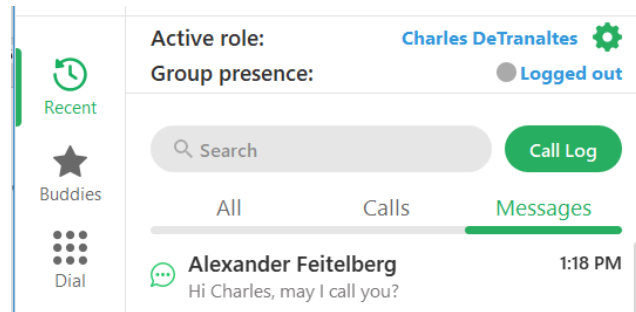 Active role: Charles DeTranaltes
Group presence: Logged out
Recent
Search
Call Log
Buddies
All Calls Messages
Dial
Alexander Feitelberg 1:18 PM
Hi Charles, may I call you?